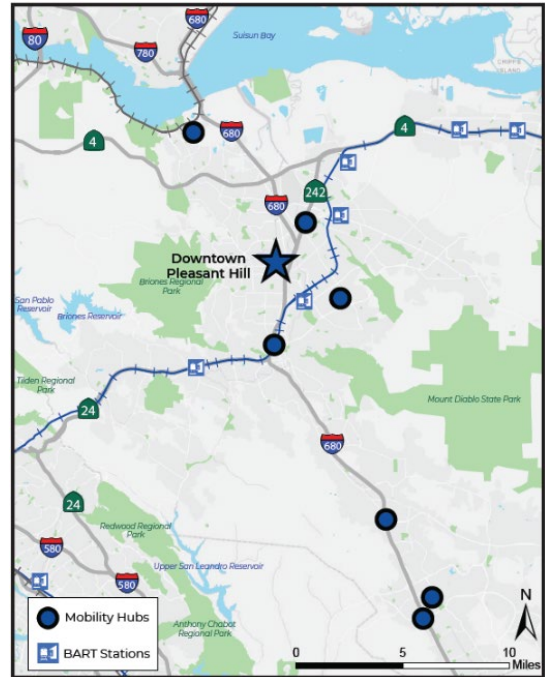 680
80
780
Suisun Bay
CHIPPS
ISLAND
680
4
4
242
680
Downtown
Pleasant Hill
Briones Regional
Park
San Pablo
Reservoir
Briones Reservoir
Tilden Regional
Park
24
Mount Diablo State Park
680
24
Redwood Regional
Park
580
Upper San Leandro Reservoir
580
Anthony Chabot
Regional Park
Mobility Hubs
BART Stations
N
0
5
10
Miles